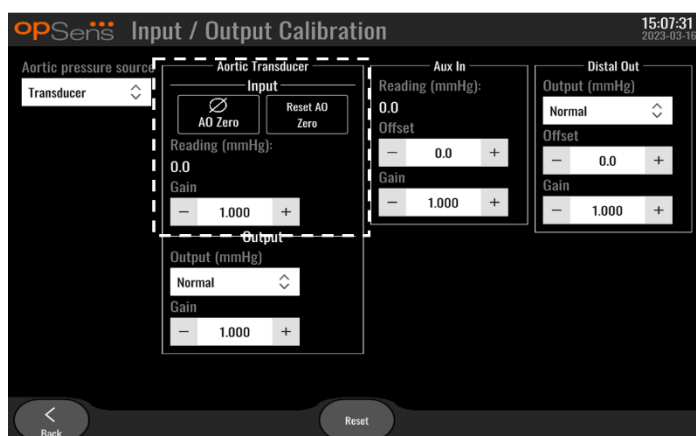 opSens Input / Output Calibration
15:07:31
2023-03-16
Aortic pressure source
Transducer
Aortic Transducer
Input
AO Zero
Reset AO
Zero
Reading (mmHg):
0.0
Gain
− 1.000 +
Output
Output (mmHg)
Normal
Gain
− 1.000 +
Aux In
Reading (mmHg):
0.0
Offset
− 0.0 +
Gain
− 1.000 +
Distal Out
Output (mmHg)
Normal
Offset
− 0.0 +
Gain
− 1.000 +
Back
Reset